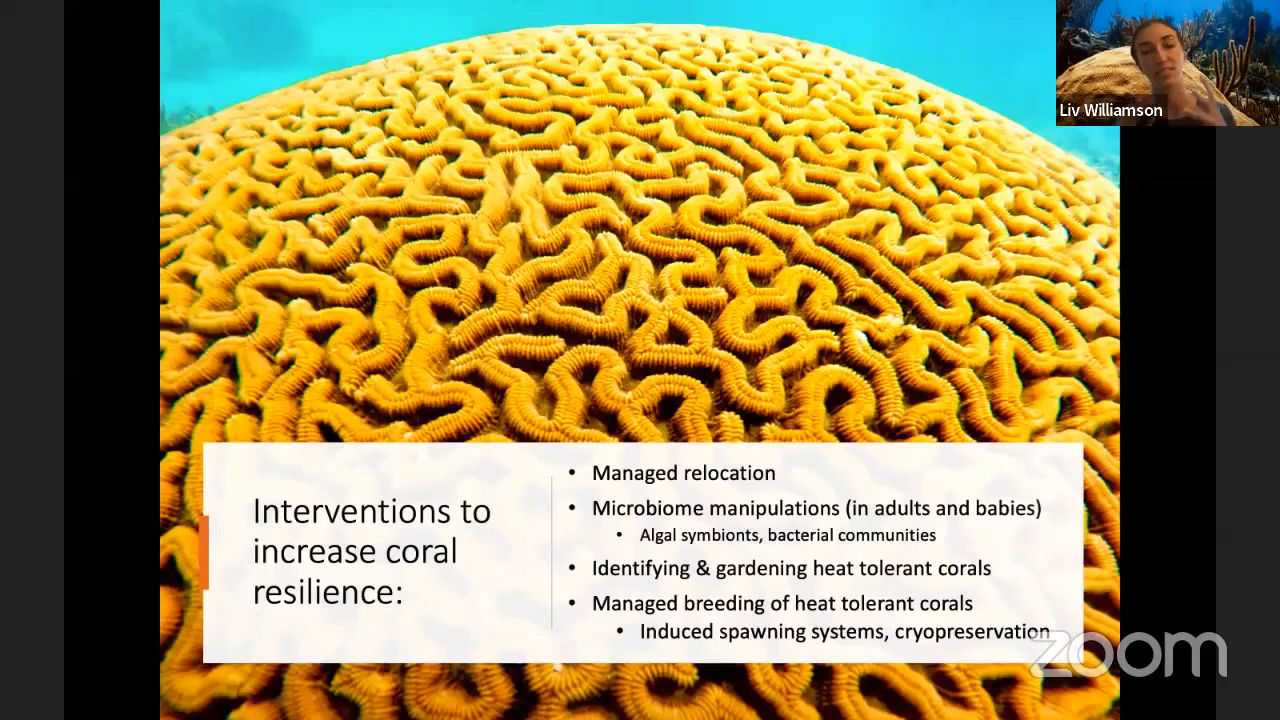 Liv Williamson
Interventions to
increase coral
resilience:
• Managed relocation
• Microbiome manipulations (in adults and babies)
• Algal symbionts, bacterial communities
• Identifying & gardening heat tolerant corals
• Managed breeding of heat tolerant corals
• Induced spawning systems, cryopreservation
zoom